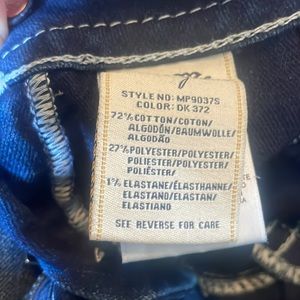 STYLE NO: MP9037S
COLOR: DK 372
72% COTTON/COTON/
ALGODÓN/BAUMWOLLE/
ALGODÃO
27% POLYESTER/POLYESTER/
POLIESTER/POLYESTER/
POLIÉSTER/
1% ELASTANE/ÉLASTHANNE/
ELASTANO/ELASTAN/
ELASTIANO
SEE REVERSE FOR CARE